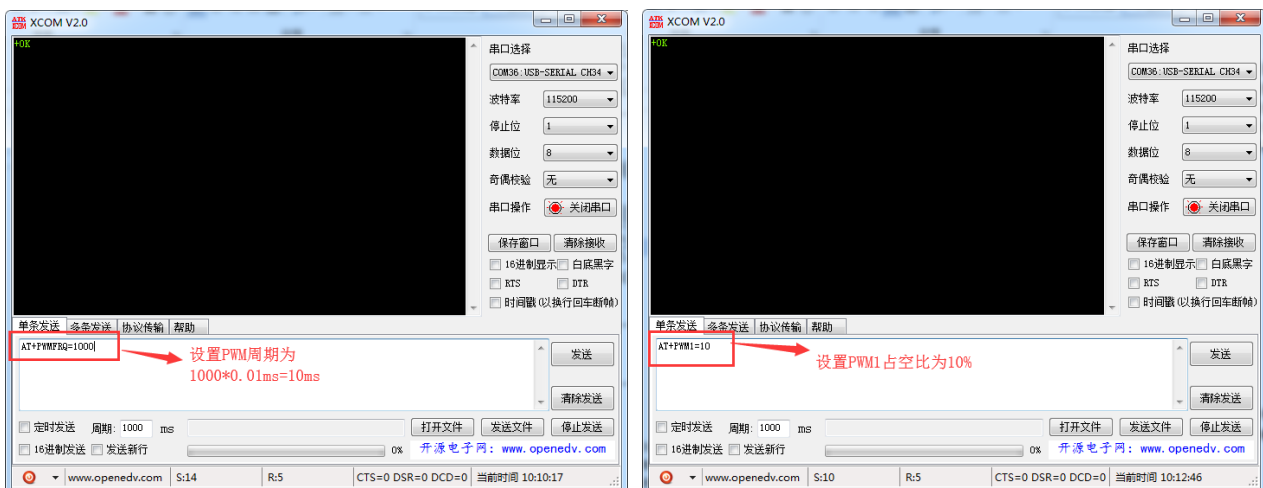 XCOM V2.0
+OK
串口选择
COM36:USB-SERIAL CH34
波特率 115200
停止位 1
数据位 8
奇偶校验 无
串口操作 关闭串口
保存窗口 清除接收
16进制显示 白底黑字
RTS DTR
时间戳(以换行回车断帧)
单条发送 多条发送 协议传输 帮助
AT+PWMFRQ=1000
设置PWM周期为
1000*0.01ms=10ms
发送
清除发送
定时发送 周期: 1000 ms 打开文件 发送文件 停止发送
16进制发送 发送新行 0% 开源电子网: www.openedv.com
www.openedv.com S:14 R:5 CTS=0 DSR=0 DCD=0 当前时间 10:10:17
XCOM V2.0
+OK
串口选择
COM36:USB-SERIAL CH34
波特率 115200
停止位 1
数据位 8
奇偶校验 无
串口操作 关闭串口
保存窗口 清除接收
16进制显示 白底黑字
RTS DTR
时间戳(以换行回车断帧)
单条发送 多条发送 协议传输 帮助
AT+PWM1=10
设置PWM1占空比为10%
发送
清除发送
定时发送 周期: 1000 ms 打开文件 发送文件 停止发送
16进制发送 发送新行 0% 开源电子网: www.openedv.com
www.openedv.com S:10 R:5 CTS=0 DSR=0 DCD=0 当前时间 10:12:46